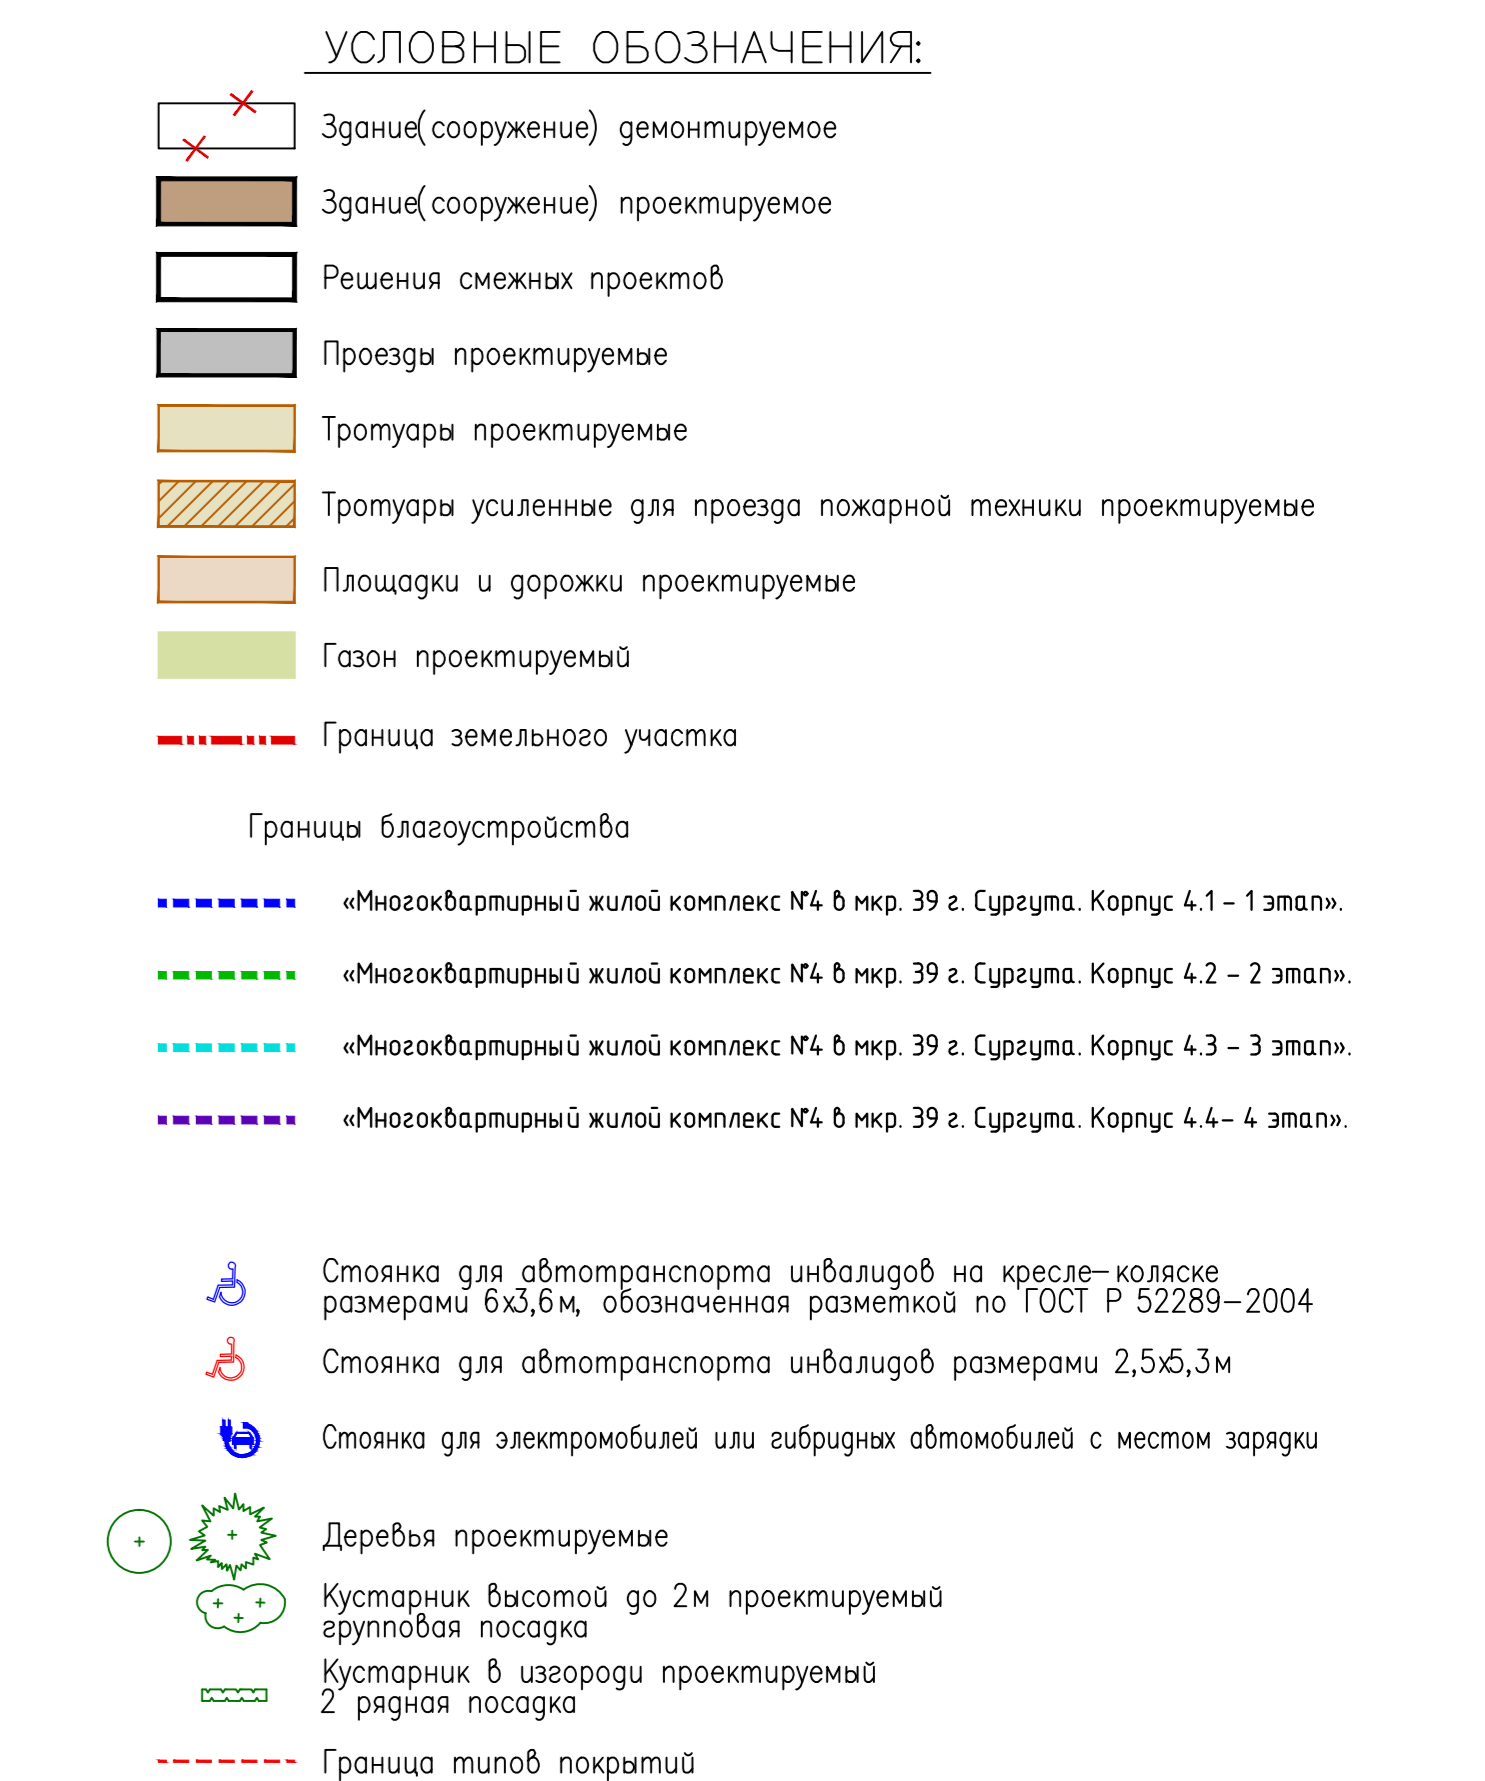 УСЛОВНЫЕ ОБОЗНАЧЕНИЯ:
Здание(сооружение) демонтируемое
Здание(сооружение) проектируемое
Решения смежных проектов
Проезды проектируемые
Тротуары проектируемые
Тротуары усиленные для проезда пожарной техники проектируемые
Площадки и дорожки проектируемые
Газон проектируемый
Граница земельного участка
Границы благоустройства
«Многоквартирный жилой комплекс №4 в мкр. 39 г. Сургута. Корпус 4.1 – 1 этап».
«Многоквартирный жилой комплекс №4 в мкр. 39 г. Сургута. Корпус 4.2 – 2 этап».
«Многоквартирный жилой комплекс №4 в мкр. 39 г. Сургута. Корпус 4.3 – 3 этап».
«Многоквартирный жилой комплекс №4 в мкр. 39 г. Сургута. Корпус 4.4– 4 этап».
Стоянка для автотранспорта инвалидов на кресле–коляске
размерами 6х3,6м, обозначенная разметкой по ГОСТ Р 52289–2004
Стоянка для автотранспорта инвалидов размерами 2,5х5,3м
Стоянка для электромобилей или гибридных автомобилей с местом зарядки
Деревья проектируемые
Кустарник высотой до 2м проектируемый
групповая посадка
Кустарник в изгороди проектируемый
2 рядная посадка
Граница типов покрытий